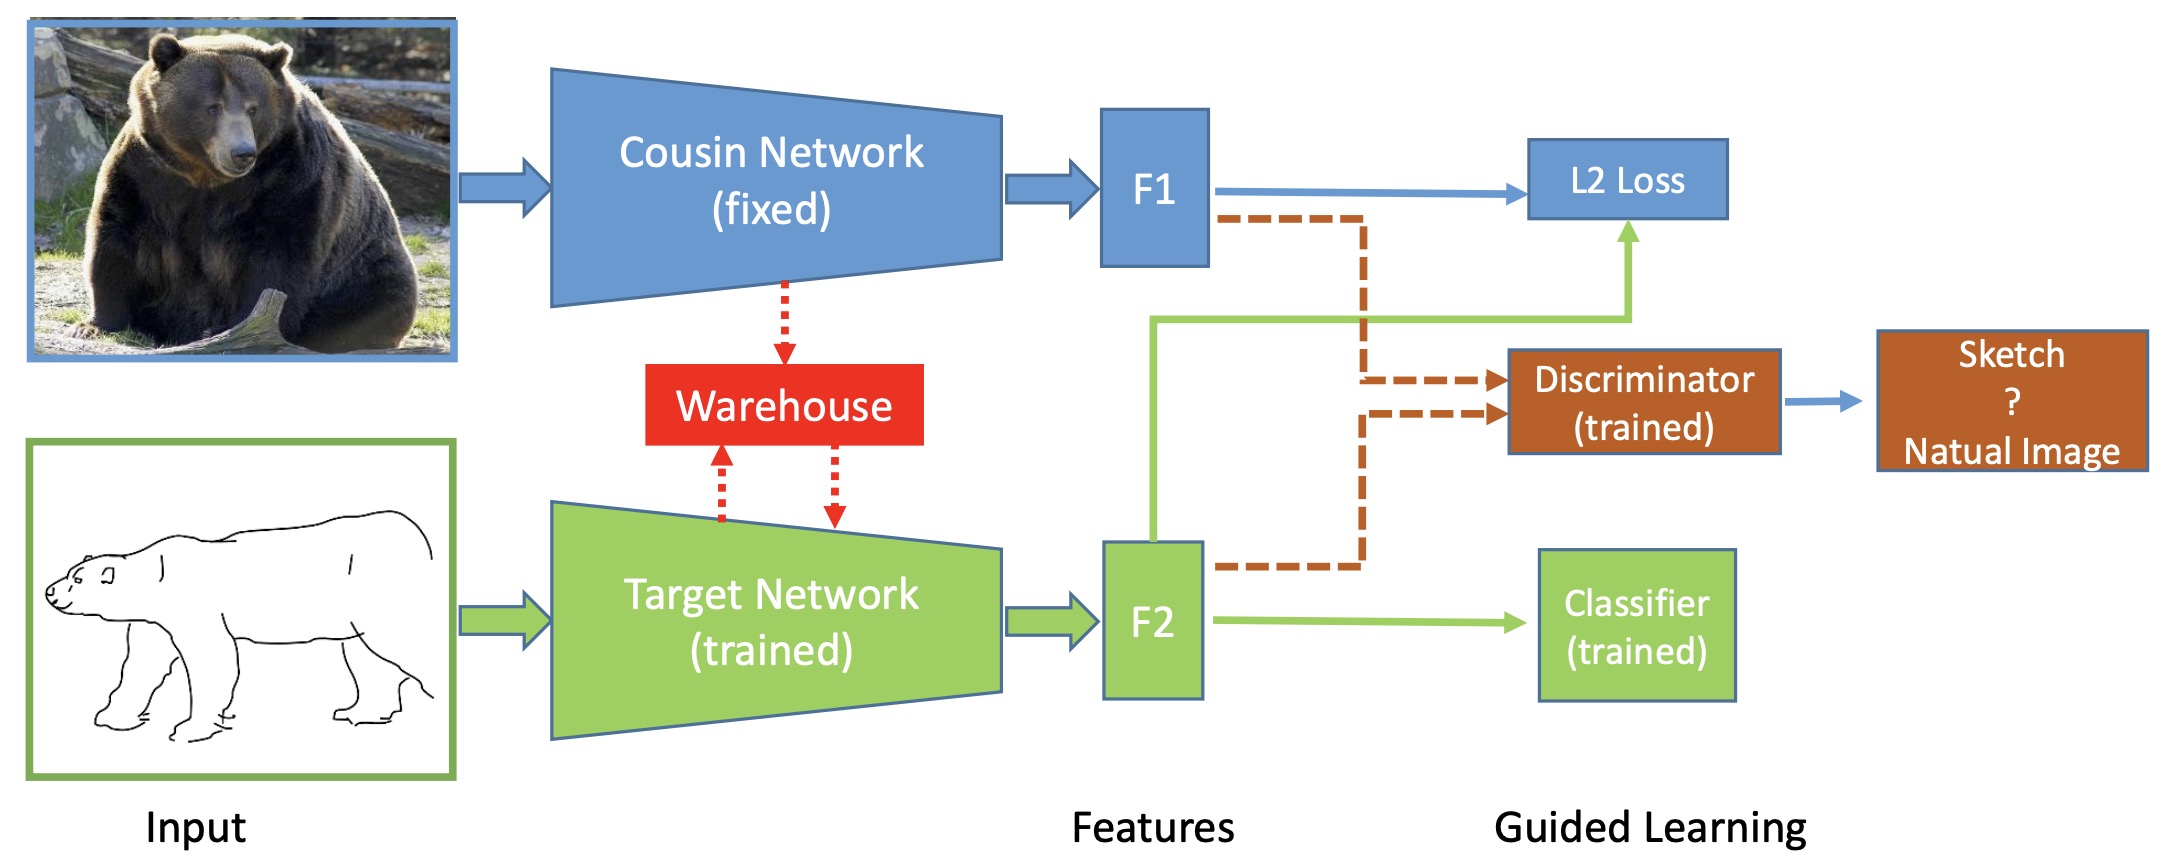 Cousin Network
(fixed)
F1
L2 Loss
Warehouse
Discriminator
(trained)
Sketch
?
Natual Image
Target Network
(trained)
F2
Classifier
(trained)
Input
Features
Guided Learning